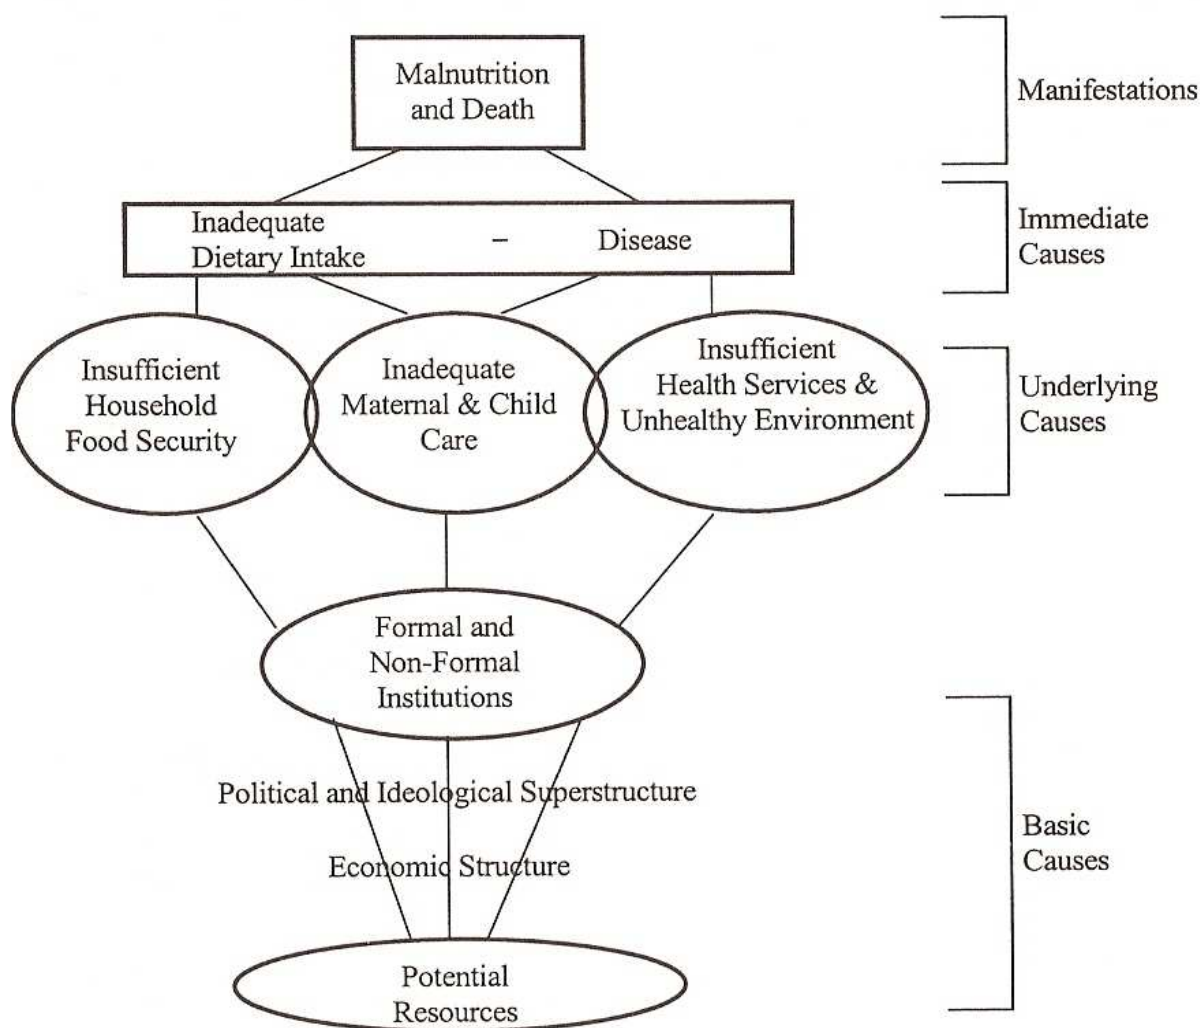 Malnutrition
and Death
Manifestations
Inadequate
Dietary Intake
–
Disease
Immediate
Causes
Insufficient
Household
Food Security
Inadequate
Maternal & Child
Care
Insufficient
Health Services &
Unhealthy Environment
Underlying
Causes
Formal and
Non-Formal
Institutions
Political and Ideological Superstructure
Economic Structure
Basic
Causes
Potential
Resources